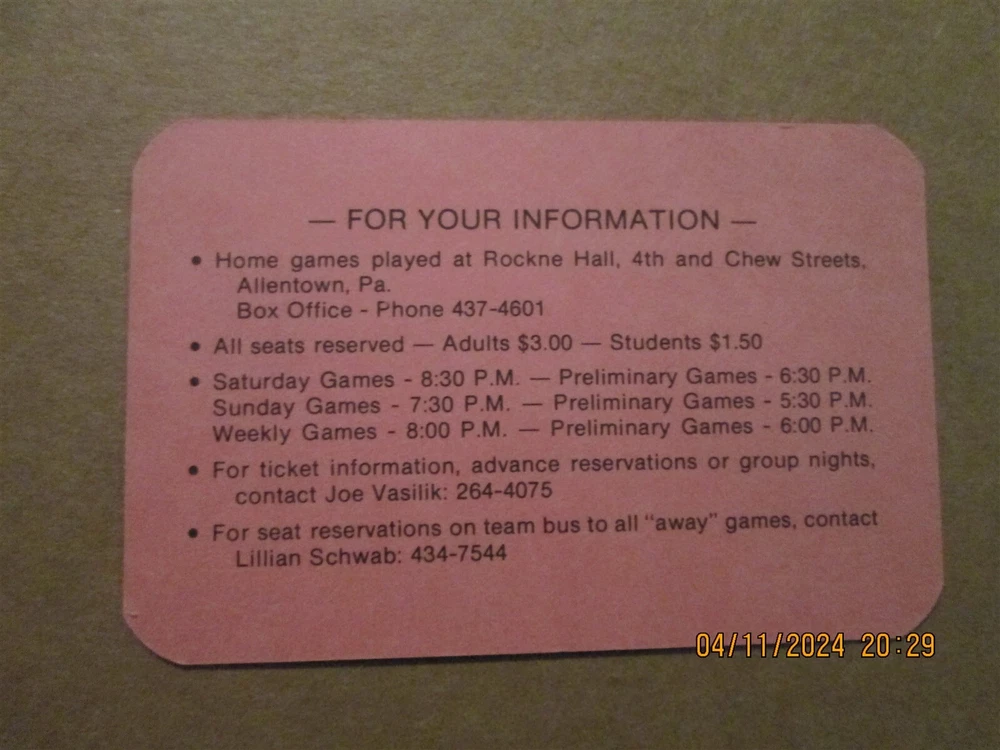 — FOR YOUR INFORMATION —
• Home games played at Rockne Hall, 4th and Chew Streets,
Allentown, Pa.
Box Office - Phone 437-4601
• All seats reserved — Adults $3.00 — Students $1.50
• Saturday Games - 8:30 P.M. — Preliminary Games - 6:30 P.M.
Sunday Games - 7:30 P.M. — Preliminary Games - 5:30 P.M.
Weekly Games - 8:00 P.M. — Preliminary Games - 6:00 P.M.
• For ticket information, advance reservations or group nights,
contact Joe Vasilik: 264-4075
• For seat reservations on team bus to all “away” games, contact
Lillian Schwab: 434-7544
04/11/2024 20:29